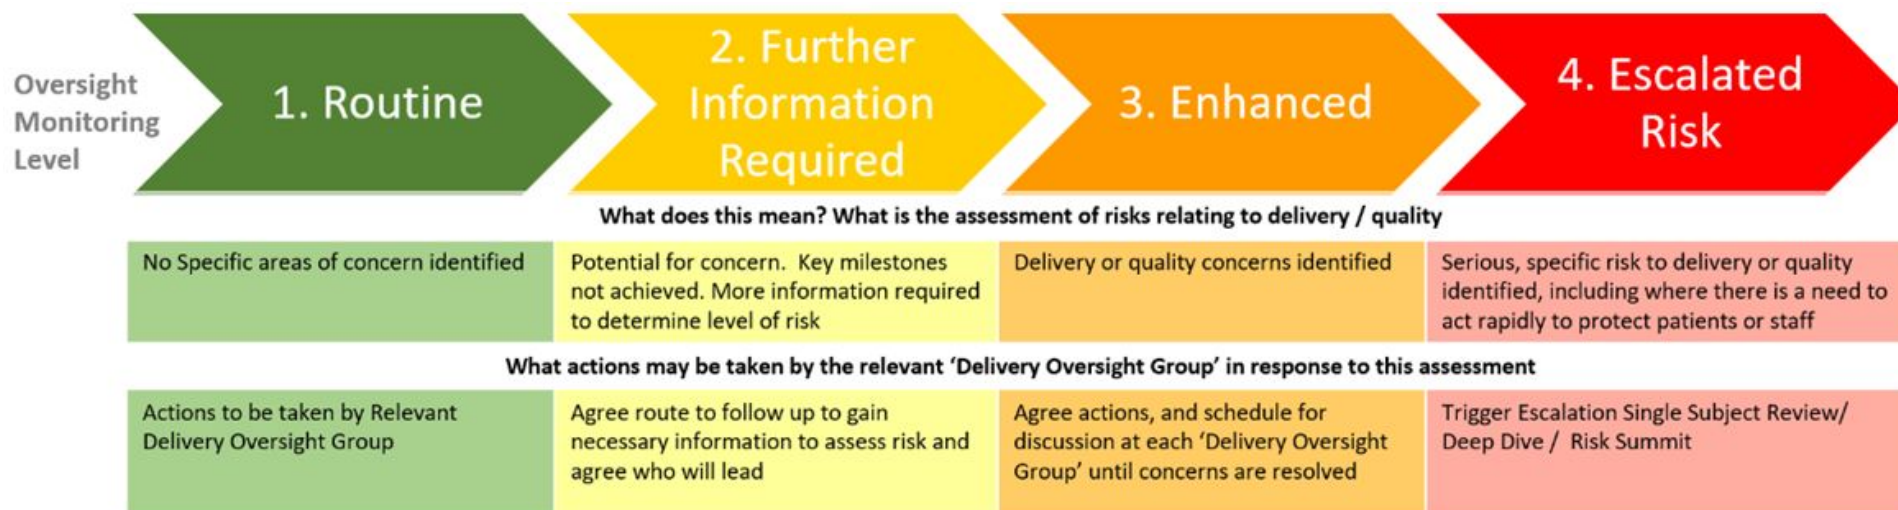 Oversight
Monitoring
Level
1. Routine
2. Further
Information
Required
3. Enhanced
4. Escalated
Risk
What does this mean? What is the assessment of risks relating to delivery / quality
No Specific areas of concern identified
Potential for concern.  Key milestones
not achieved. More information required
to determine level of risk
Delivery or quality concerns identified
Serious, specific risk to delivery or quality
identified, including where there is a need to
act rapidly to protect patients or staff
What actions may be taken by the relevant ‘Delivery Oversight Group’ in response to this assessment
Actions to be taken by Relevant
Delivery Oversight Group
Agree route to follow up to gain
necessary information to assess risk and
agree who will lead
Agree actions, and schedule for
discussion at each ‘Delivery Oversight
Group’ until concerns are resolved
Trigger Escalation Single Subject Review/
Deep Dive /  Risk Summit